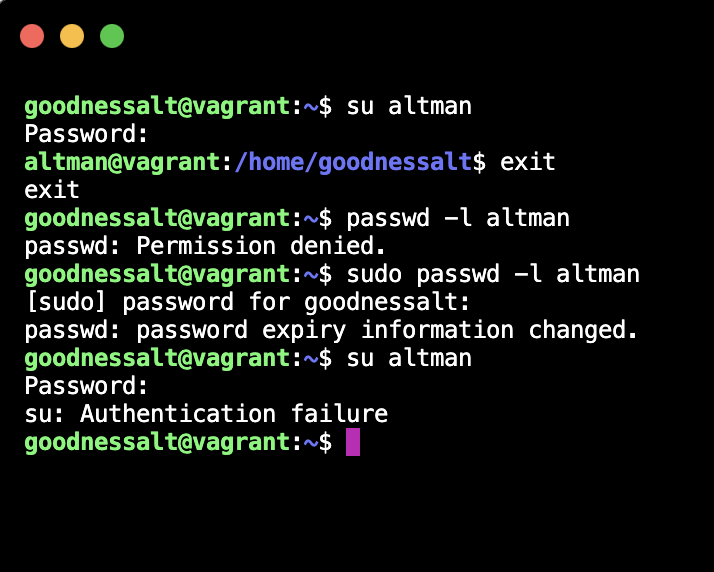 goodnessalt@vagrant:~$ su altman
Password:
altman@vagrant:/home/goodnessalt$ exit
exit
goodnessalt@vagrant:~$ passwd -l altman
passwd: Permission denied.
goodnessalt@vagrant:~$ sudo passwd -l altman
[sudo] password for goodnessalt:
passwd: password expiry information changed.
goodnessalt@vagrant:~$ su altman
Password:
su: Authentication failure
goodnessalt@vagrant:~$